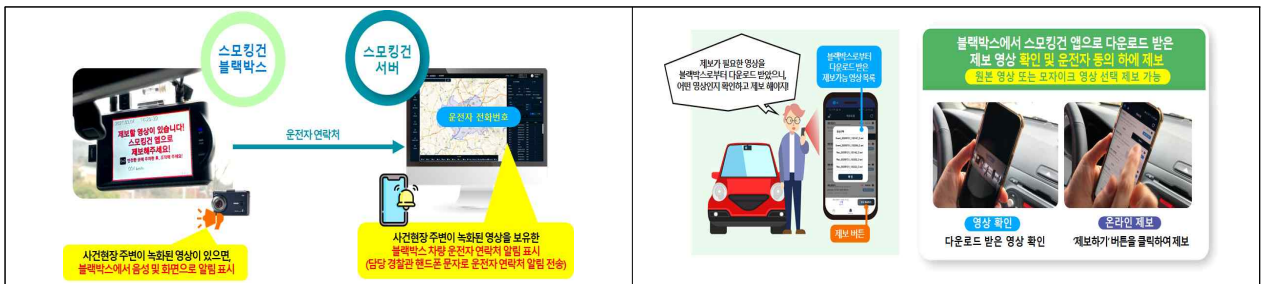 스모킹건
블랙박스
스모킹건
서버
제보할 영상이 있습니다!
스모킹건 앱으로
제보해주세요!
운전자 연락처
운전자 전화번호
사건현장 주변이 녹화된 영상이 있으면,
블랙박스에서 음성 및 화면으로 알림 표시
사건현장 주변이 녹화된 영상을 보유한
블랙박스 차량 운전자 연락처 알림 표시
(담당 경찰관 핸드폰 문자로 운전자 연락처 알림 전송)
제보가 필요한 영상을
블랙박스로부터 다운로드 받았으니,
어떤 영상인지 확인하고 제보 해야지!
블랙박스로부터
다운로드 받은
제보가능 영상 목록
제보 버튼
블랙박스에서 스모킹건 앱으로 다운로드 받은
제보 영상 확인 및 운전자 동의 하에 제보
원본 영상 또는 모자이크 영상 선택 제보 가능
영상 확인
다운로드 받은 영상 확인
온라인 제보
'제보하기' 버튼을 클릭하여 제보